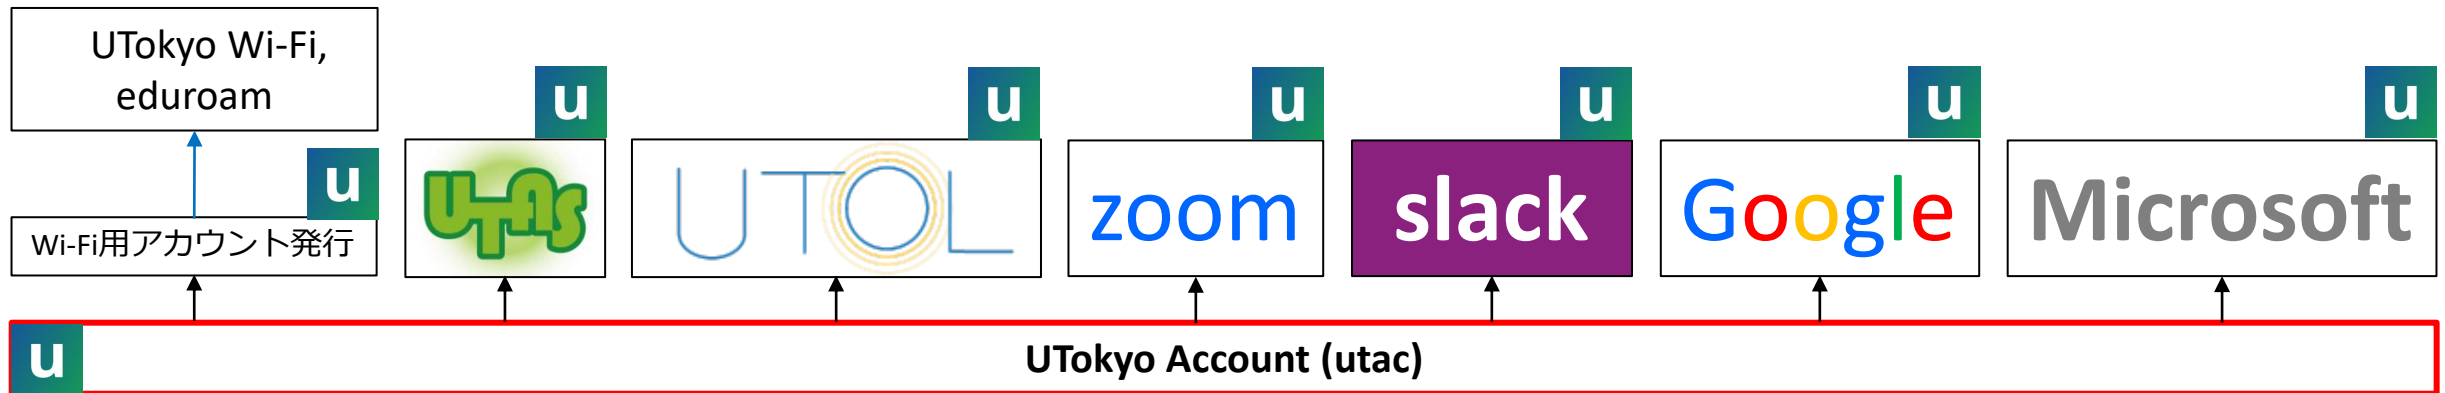 UTokyo Wi-Fi,
eduroam
u
Wi-Fi用アカウント発行
u
UTAS
u
UTOL
u
zoom
u
slack
u
Google
u
Microsoft
u
UTokyo Account (utac)